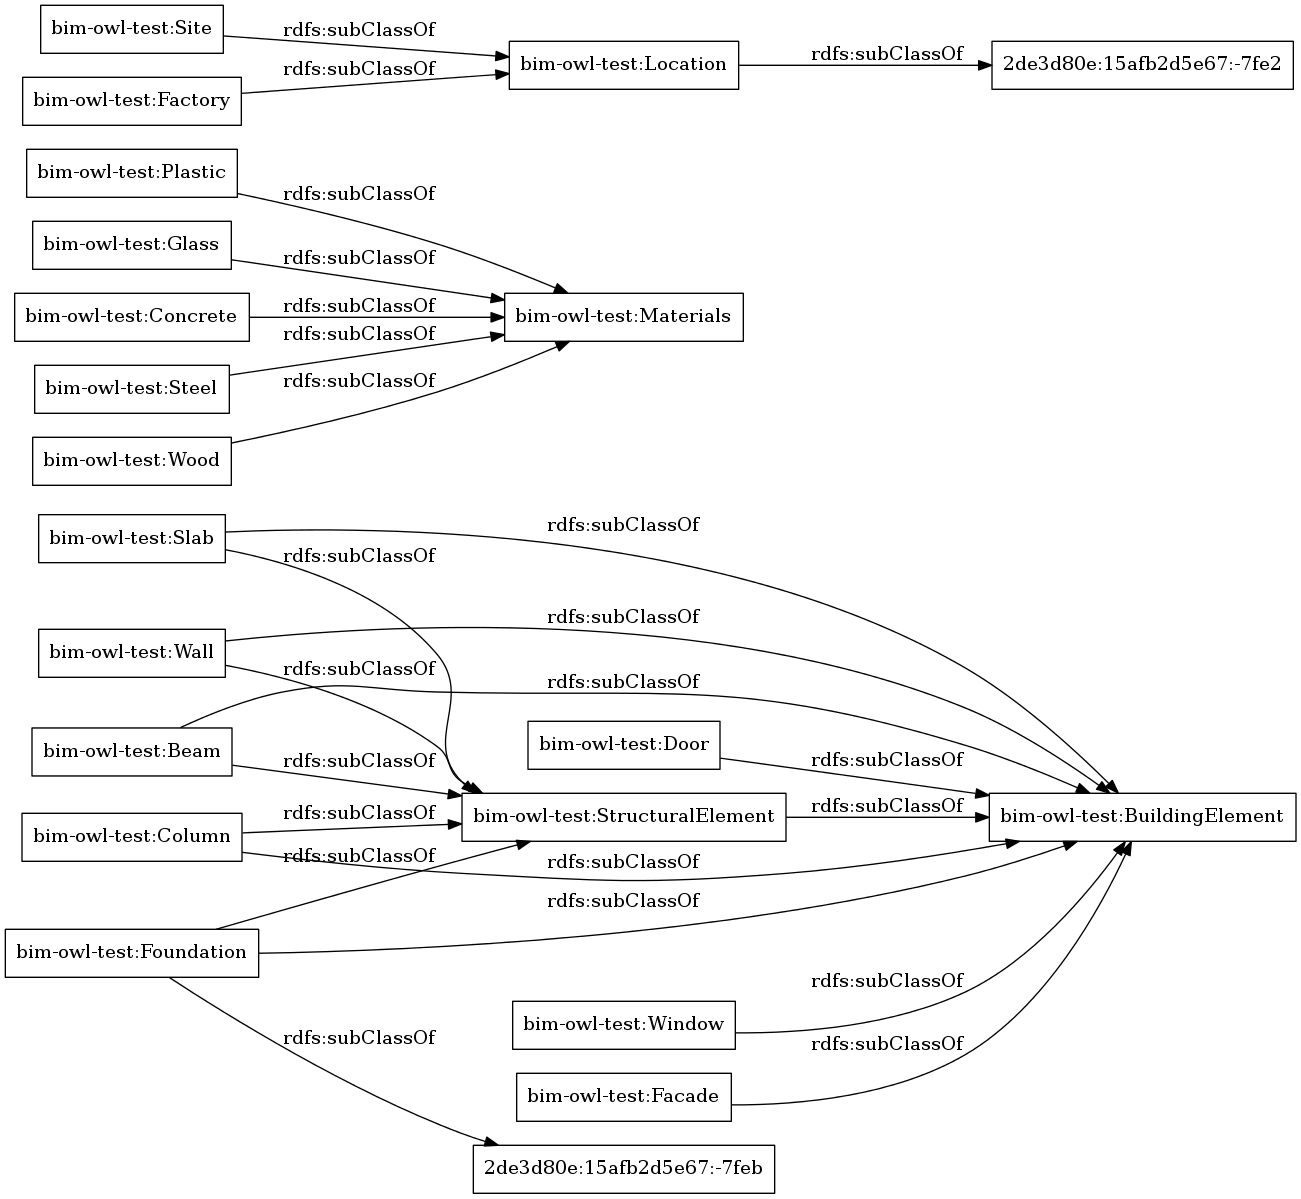 bim-owl-test:Site
rdfs:subClassOf
bim-owl-test:Location
rdfs:subClassOf
2de3d80e:15afb2d5e67:-7fe2
rdfs:subClassOf
bim-owl-test:Factory
bim-owl-test:Plastic
rdfs:subClassOf
bim-owl-test:Glass
rdfs:subClassOf
bim-owl-test:Concrete
rdfs:subClassOf
bim-owl-test:Materials
rdfs:subClassOf
bim-owl-test:Steel
rdfs:subClassOf
bim-owl-test:Wood
bim-owl-test:Slab
rdfs:subClassOf
rdfs:subClassOf
bim-owl-test:Wall
rdfs:subClassOf
rdfs:subClassOf
rdfs:subClassOf
bim-owl-test:Beam
rdfs:subClassOf
bim-owl-test:Door
rdfs:subClassOf
bim-owl-test:Column
rdfs:subClassOf
bim-owl-test:StructuralElement
rdfs:subClassOf
bim-owl-test:BuildingElement
rdfs:subClassOf
rdfs:subClassOf
rdfs:subClassOf
bim-owl-test:Foundation
rdfs:subClassOf
bim-owl-test:Window
rdfs:subClassOf
bim-owl-test:Facade
rdfs:subClassOf
2de3d80e:15afb2d5e67:-7feb